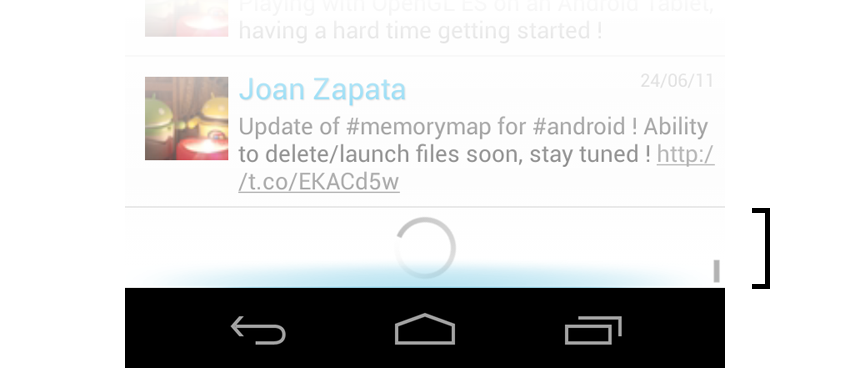 Playing with OpenGL ES on an Android Tablet,
having a hard time getting started !
Joan Zapata
24/06/11
Update of #memorymap for #android ! Ability
to delete/launch files soon, stay tuned ! http:/
/t.co/EKACd5w